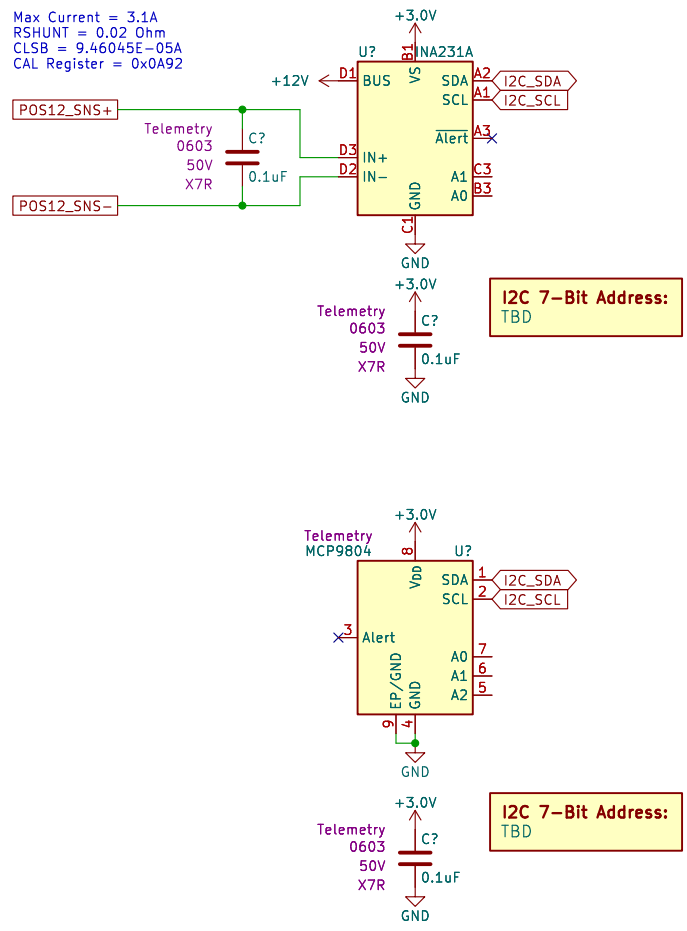 Max Current = 3.1A
RSHUNT = 0.02 Ohm
CLSB = 9.46045E-05A
CAL Register = 0x0A92
+3.0V
U?
INA231A
B1
VS
+12V
D1
BUS
SDA
A2
I2C_SDA
SCL
A1
I2C_SCL
POS12_SNS+
Telemetry
0603
50V
X7R
C?
0.1uF
Alert
A3
D3
IN+
D2
IN-
A1
C3
A0
B3
GND
C1
POS12_SNS-
GND
+3.0V
Telemetry
0603
50V
X7R
C?
0.1uF
GND
I2C 7-Bit Address:
TBD
+3.0V
Telemetry
MCP9804
8
U?
VDD
SDA
1
I2C_SDA
SCL
2
I2C_SCL
3
Alert
A0
7
A1
6
A2
5
EP/GND
GND
9
4
GND
+3.0V
Telemetry
0603
50V
X7R
C?
0.1uF
GND
I2C 7-Bit Address:
TBD